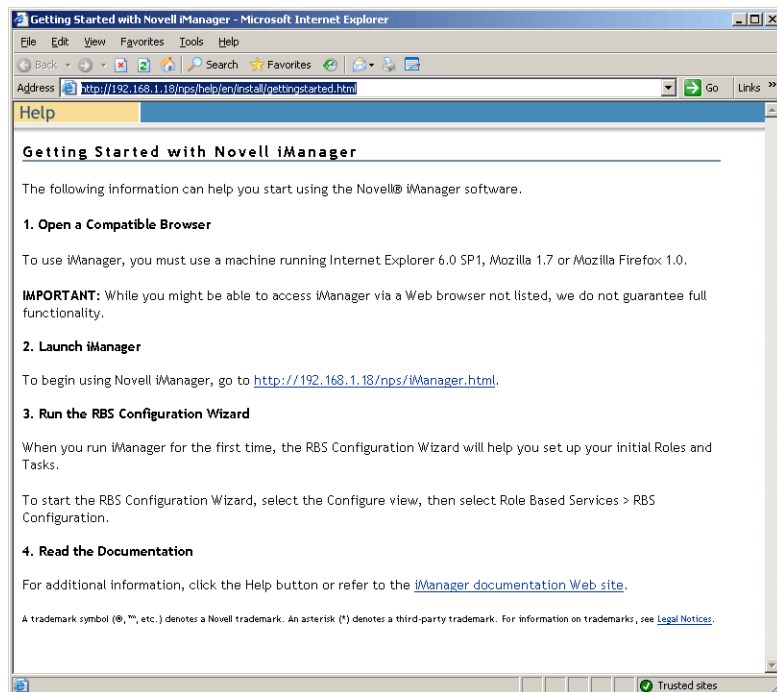 Getting Started with Novell iManager - Microsoft Internet Explorer
File Edit View Favorites Tools Help
Back Search Favorites
Address http://192.168.1.18/nps/help/en/install/gettingstarted.html Go Links »
Help
Getting Started with Novell iManager
The following information can help you start using the Novell® iManager software.
1. Open a Compatible Browser
To use iManager, you must use a machine running Internet Explorer 6.0 SP1, Mozilla 1.7 or Mozilla Firefox 1.0.
IMPORTANT: While you might be able to access iManager via a Web browser not listed, we do not guarantee full
functionality.
2. Launch iManager
To begin using Novell iManager, go to http://192.168.1.18/nps/iManager.html.
3. Run the RBS Configuration Wizard
When you run iManager for the first time, the RBS Configuration Wizard will help you set up your initial Roles and
Tasks.
To start the RBS Configuration Wizard, select the Configure view, then select Role Based Services > RBS
Configuration.
4. Read the Documentation
For additional information, click the Help button or refer to the iManager documentation Web site.
A trademark symbol (®, ™, etc.) denotes a Novell trademark. An asterisk (*) denotes a third-party trademark. For information on trademarks, see Legal Notices.
Trusted sites